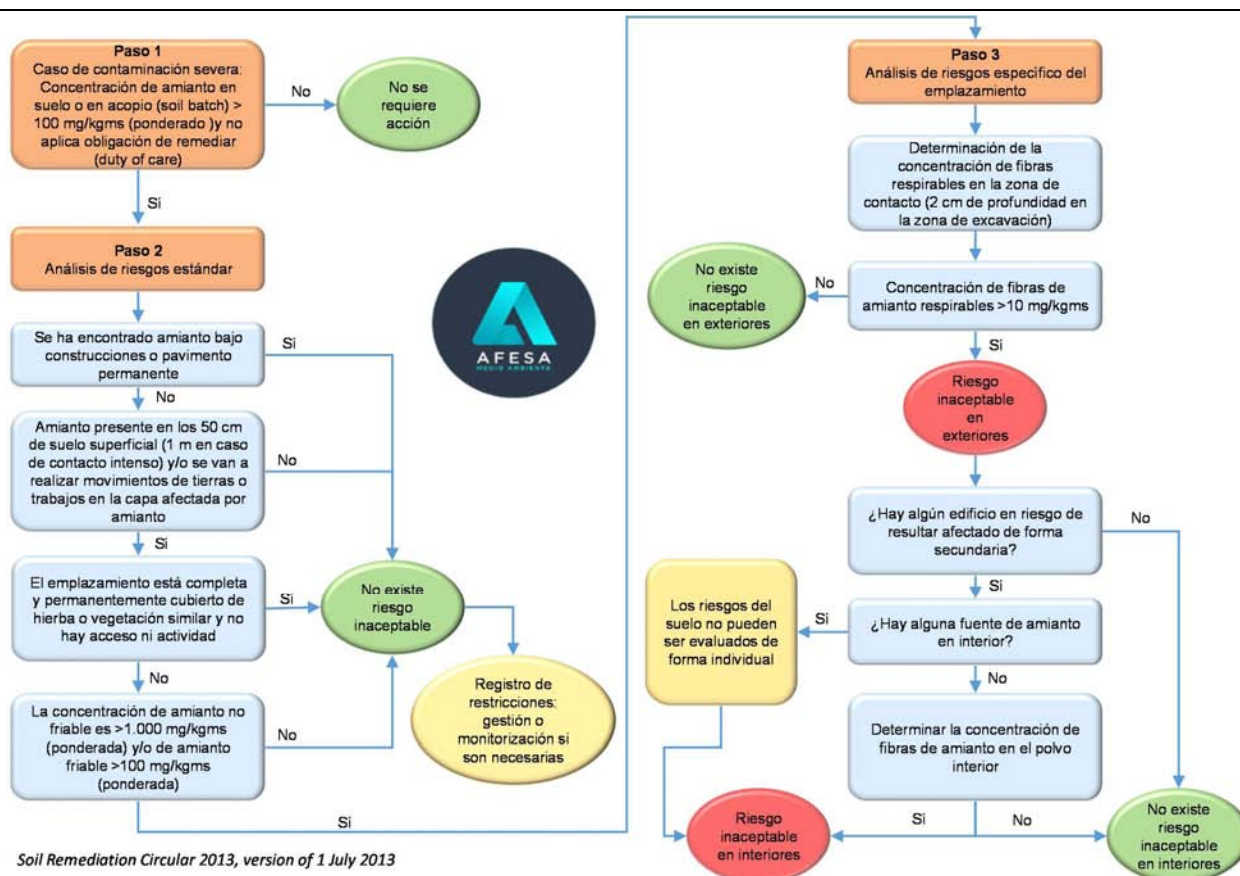 Paso 1
Caso de contaminación severa:
Concentración de amianto en
suelo o en acopio (soil batch) >
100 mg/kgms (ponderado )y no
aplica obligación de remediar
(duty of care)
No
No se
requiere
acción
Sí
Paso 2
Análisis de riesgos estándar
Se ha encontrado amianto bajo
construcciones o pavimento
permanente
Sí
No
Amianto presente en los 50 cm
de suelo superficial (1 m en caso
de contacto intenso) y/o se van a
realizar movimientos de tierras o
trabajos en la capa afectada por
amianto
No
Sí
El emplazamiento está completa
y permanentemente cubierto de
hierba o vegetación similar y no
hay acceso ni actividad
Sí
No existe
riesgo
inaceptable
No
La concentración de amianto no
friable es >1.000 mg/kgms
(ponderada) y/o de amianto
friable >100 mg/kgms
(ponderada)
No
Registro de
restricciones:
gestión o
monitorización si
son necesarias
Sí
AFESA
MEDIO AMBIENTE
Paso 3
Análisis de riesgos especifico del
emplazamiento
Determinación de la
concentración de fibras
respirables en la zona de
contacto (2 cm de profundidad en
la zona de excavación)
Concentración de fibras de
amianto respirables >10 mg/kgms
No
No existe
riesgo
inaceptable
en exteriores
Sí
Riesgo
inaceptable
en
exteriores
¿Hay algún edificio en riesgo de
resultar afectado de forma
secundaria?
No
Sí
¿Hay alguna fuente de amianto
en interior?
Sí
Los riesgos del
suelo no pueden
ser evaluados de
forma individual
No
Determinar la concentración de
fibras de amianto en el polvo
interior
Sí
No
Riesgo
inaceptable
en interiores
No existe
riesgo
inaceptable
en interiores
Soil Remediation Circular 2013, version of 1 July 2013